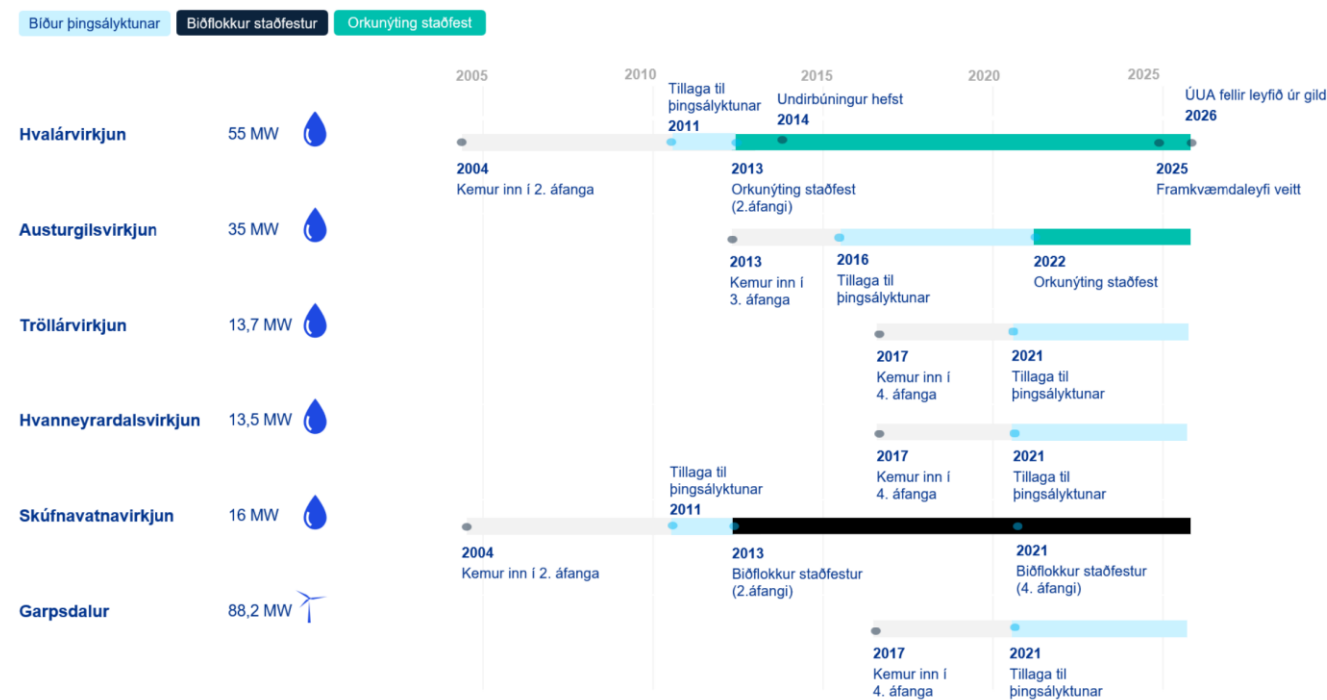 Bíður þingsályktunar
Biðflokkur staðfestur
Orkunýting staðfest
2005
2010
2015
2020
2025
Hvalárvirkjun
55 MW
Tillaga til
þingsályktunar
2011
Undirbúningur hefst
2014
ÚUA fellir leyfið úr gild
2026
2004
Kemur inn í 2. áfanga
2013
Orkunýting staðfest
(2.áfangi)
2025
Framkvæmdaleyfi veitt
Austurgilsvirkjun
35 MW
2013
Kemur inn í
3. áfanga
2016
Tillaga til
þingsályktunar
2022
Orkunýting staðfest
Tröllárvirkjun
13,7 MW
2017
Kemur inn í
4. áfanga
2021
Tillaga til
þingsályktunar
Hvanneyrardalsvirkjun
13,5 MW
2017
Kemur inn í
4. áfanga
2021
Tillaga til
þingsályktunar
Skúfnavatnavirkjun
16 MW
Tillaga til
þingsályktunar
2011
2004
Kemur inn í 2. áfanga
2013
Biðflokkur staðfestur
(2.áfangi)
2021
Biðflokkur staðfestur
(4. áfangi)
Garpsdalur
88,2 MW
2017
Kemur inn í
4. áfanga
2021
Tillaga til
þingsályktunar